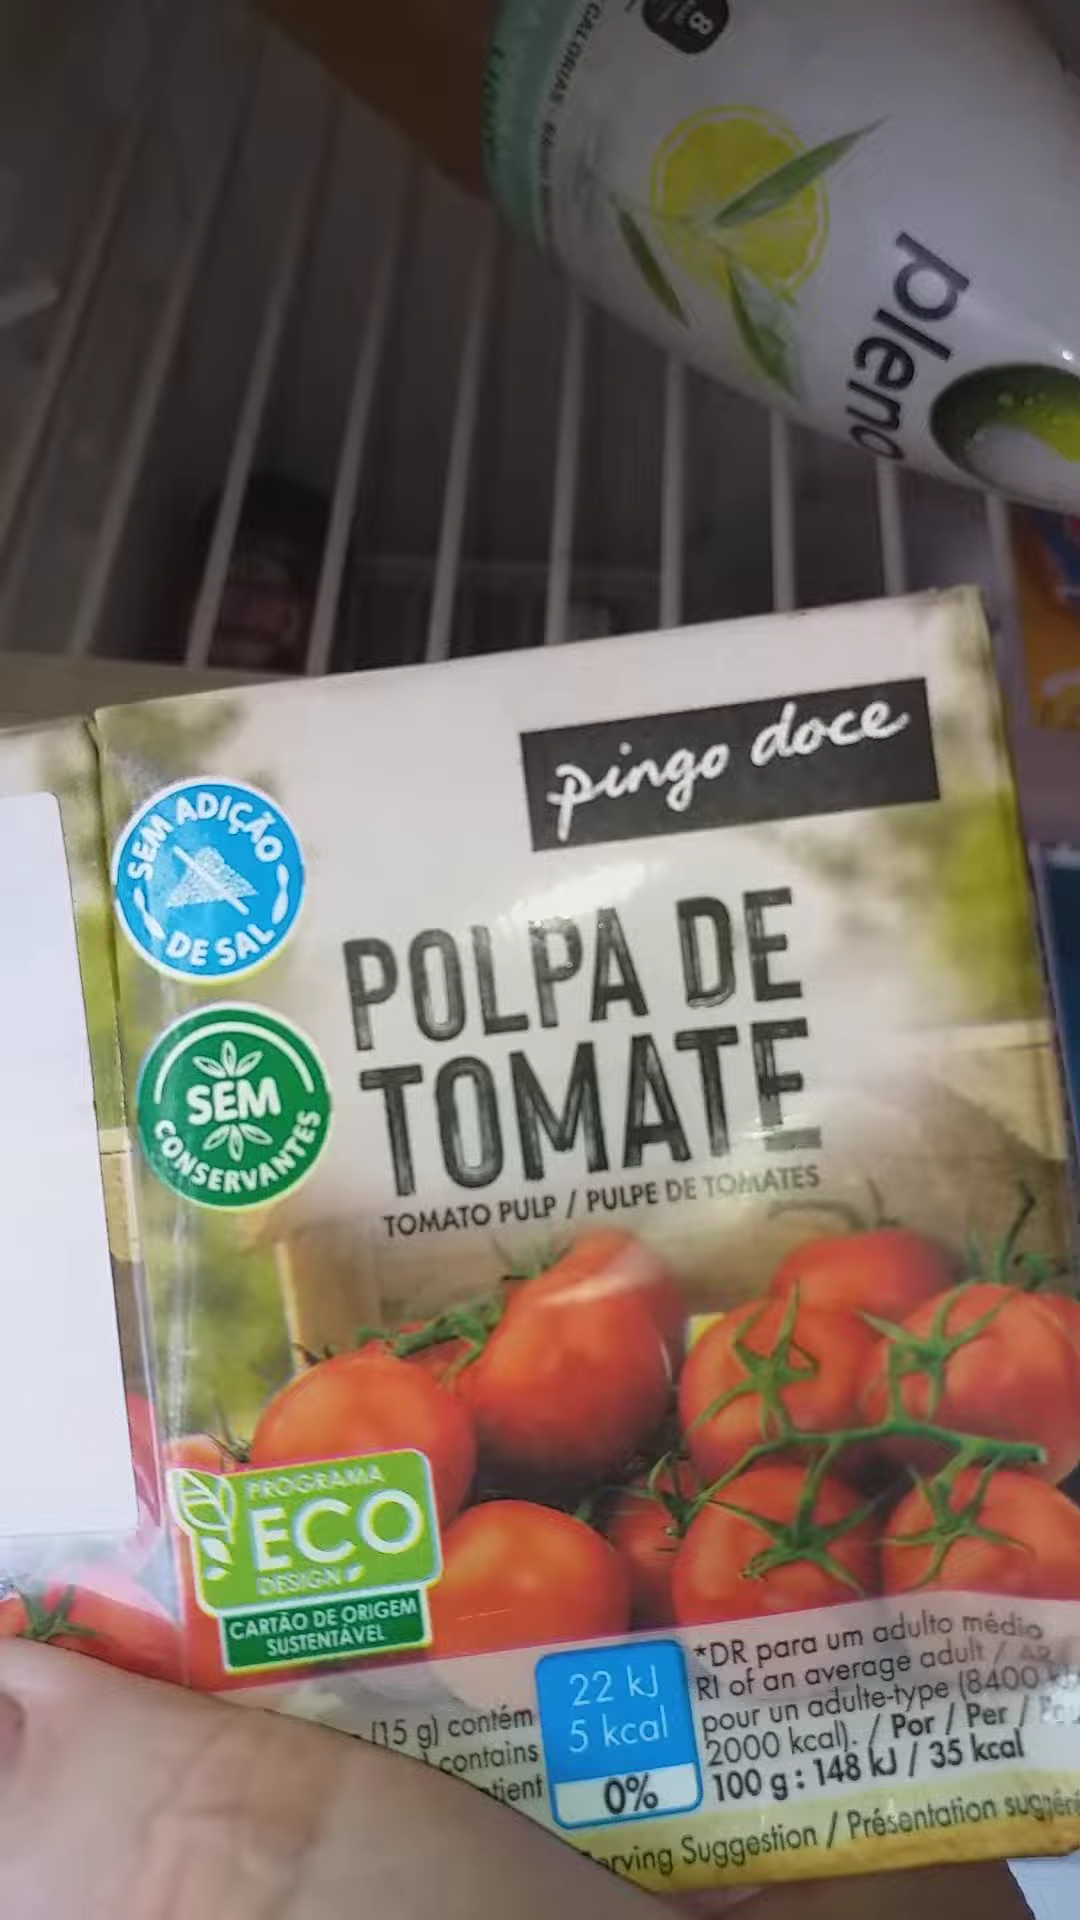 8
CALORIAS
pleno
pingo doce
SEM ADIÇÃO
DE SAL
POLPA DE
TOMATE
TOMATO PULP / PULPE DE TOMATES
SEM
CONSERVANTES
PROGRAMA
ECO
DESIGN
CARTÃO DE ORIGEM
SUSTENTÁVEL
(15 g) contém
contains
22 kJ
5 kcal
0%
*DR para um adulto médio
RI of an average adult /
pour un adulte-type (8400
2000 kcal). / Por / Per /
100 g : 148 kJ / 35 kcal
Suggestion / Présentation